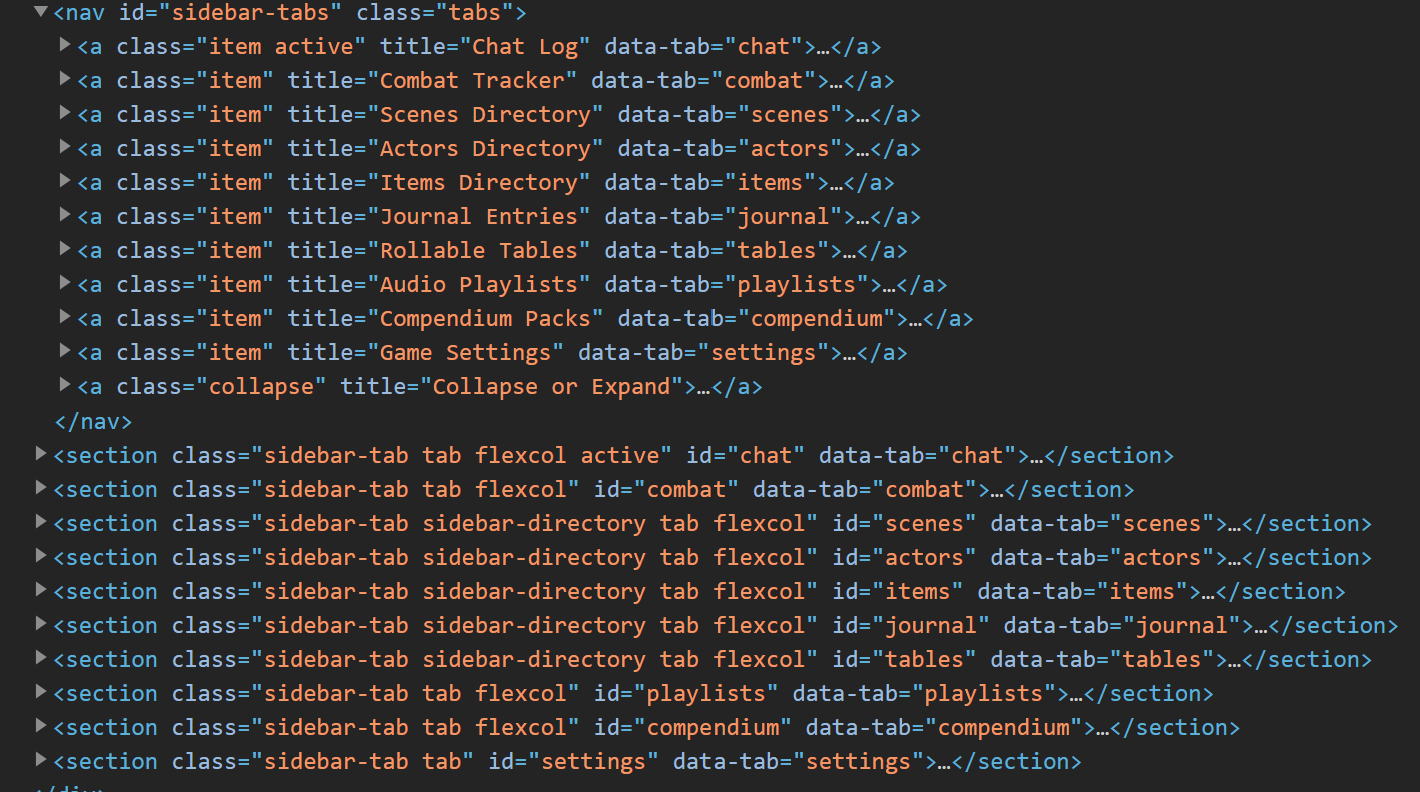 <nav id="sidebar-tabs" class="tabs">
<a class="item active" title="Chat Log" data-tab="chat">…</a>
<a class="item" title="Combat Tracker" data-tab="combat">…</a>
<a class="item" title="Scenes Directory" data-tab="scenes">…</a>
<a class="item" title="Actors Directory" data-tab="actors">…</a>
<a class="item" title="Items Directory" data-tab="items">…</a>
<a class="item" title="Journal Entries" data-tab="journal">…</a>
<a class="item" title="Rollable Tables" data-tab="tables">…</a>
<a class="item" title="Audio Playlists" data-tab="playlists">…</a>
<a class="item" title="Compendium Packs" data-tab="compendium">…</a>
<a class="item" title="Game Settings" data-tab="settings">…</a>
<a class="collapse" title="Collapse or Expand">…</a>
</nav>
<section class="sidebar-tab tab flexcol active" id="chat" data-tab="chat">…</section>
<section class="sidebar-tab tab flexcol" id="combat" data-tab="combat">…</section>
<section class="sidebar-tab sidebar-directory tab flexcol" id="scenes" data-tab="scenes">…</section>
<section class="sidebar-tab sidebar-directory tab flexcol" id="actors" data-tab="actors">…</section>
<section class="sidebar-tab sidebar-directory tab flexcol" id="items" data-tab="items">…</section>
<section class="sidebar-tab sidebar-directory tab flexcol" id="journal" data-tab="journal">…</section>
<section class="sidebar-tab sidebar-directory tab flexcol" id="tables" data-tab="tables">…</section>
<section class="sidebar-tab tab flexcol" id="playlists" data-tab="playlists">…</section>
<section class="sidebar-tab tab flexcol" id="compendium" data-tab="compendium">…</section>
<section class="sidebar-tab tab" id="settings" data-tab="settings">…</section>